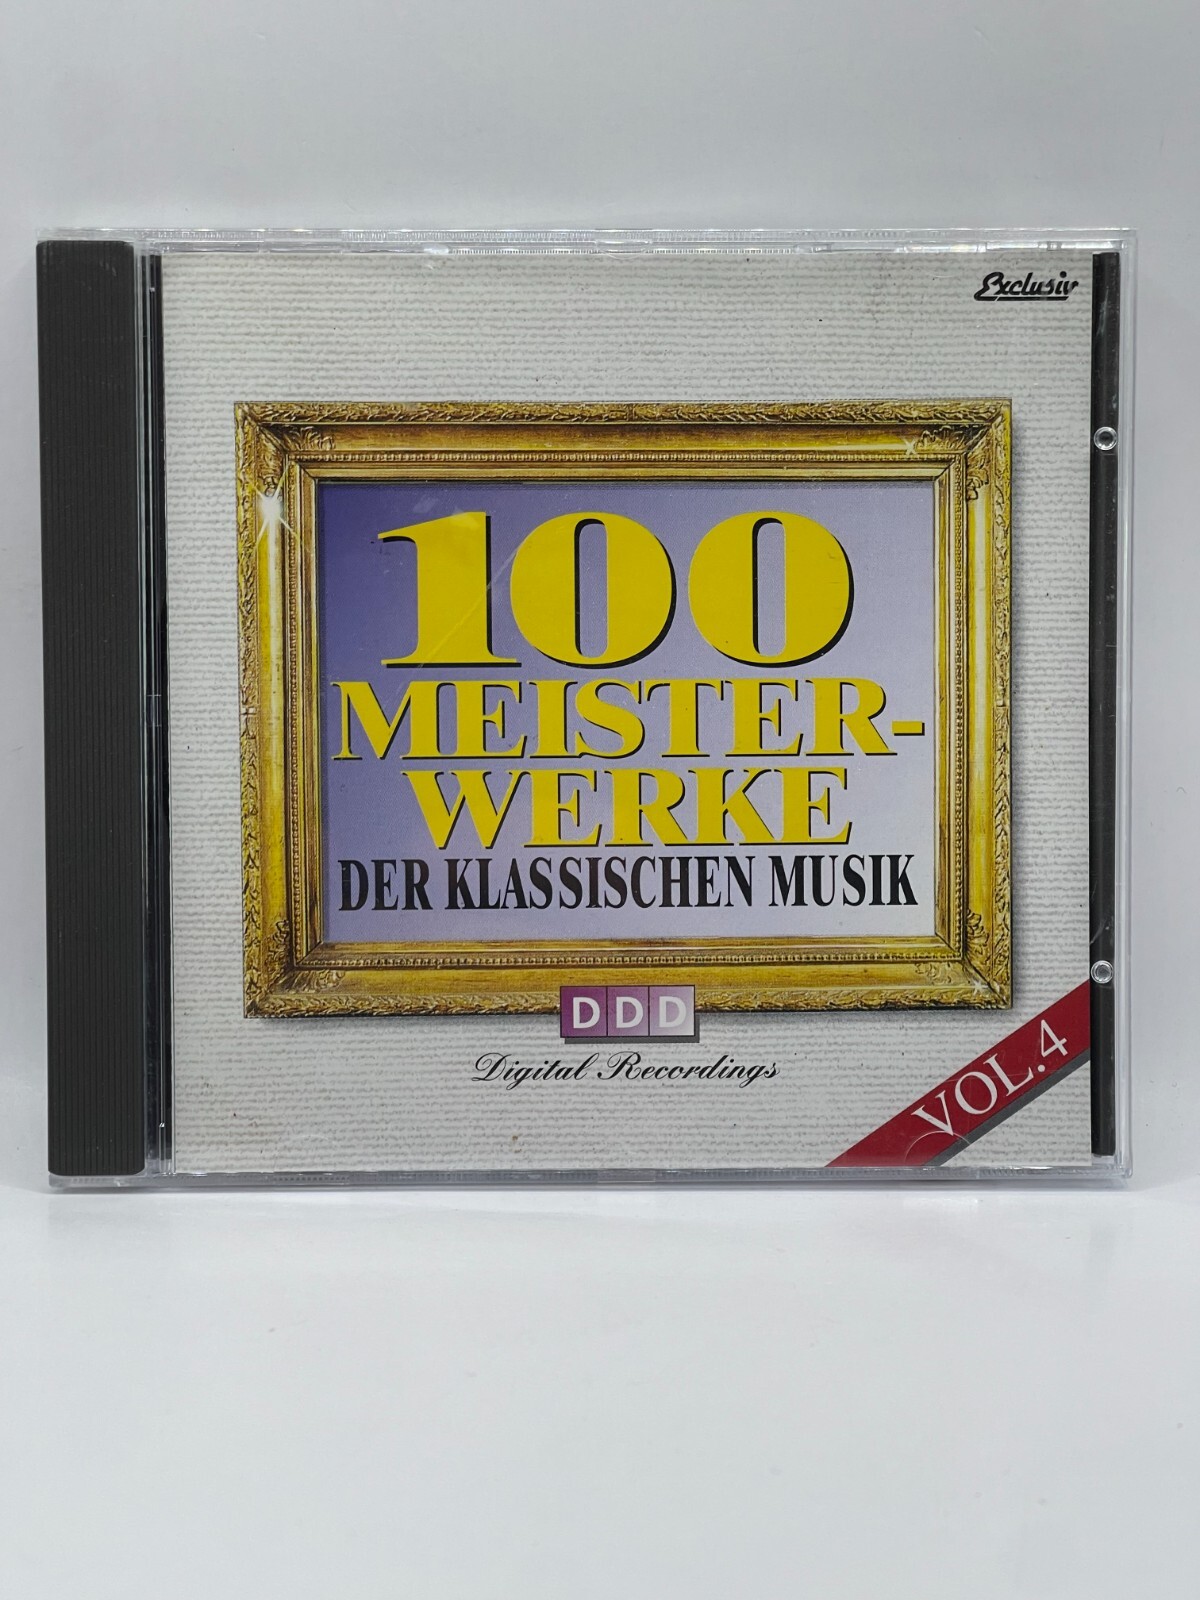 Exclusiv
100
MEISTER-
WERKE
DER KLASSISCHEN MUSIK
DDD
Digital Recordings
VOL. 4